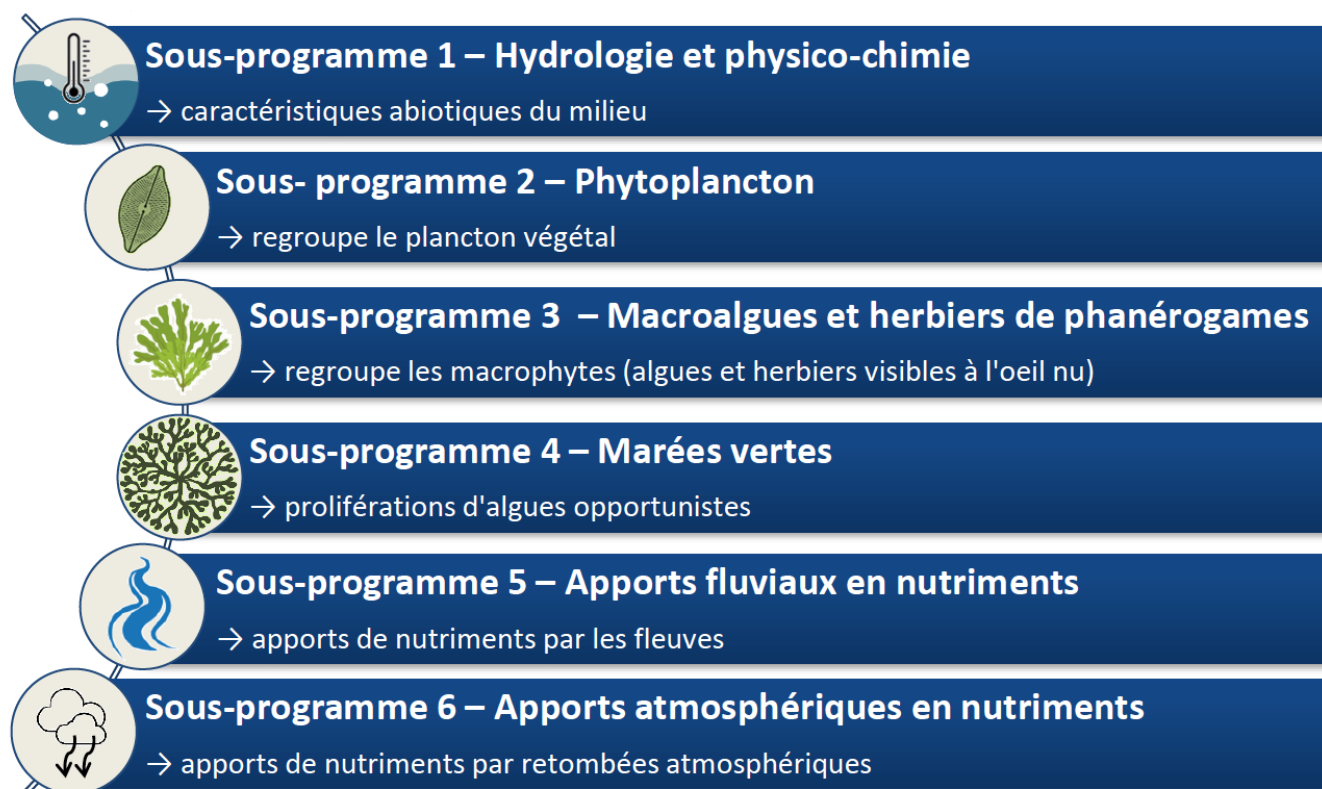 Sous-programme 1 – Hydrologie et physico-chimie
→ caractéristiques abiotiques du milieu
Sous- programme 2 – Phytoplancton
→ regroupe le plancton végétal
Sous-programme 3 – Macroalgues et herbiers de phanérogames
→ regroupe les macrophytes (algues et herbiers visibles à l'oeil nu)
Sous-programme 4 – Marées vertes
→ proliférations d'algues opportunistes
Sous-programme 5 – Apports fluviaux en nutriments
→ apports de nutriments par les fleuves
Sous-programme 6 – Apports atmosphériques en nutriments
→ apports de nutriments par retombées atmosphériques